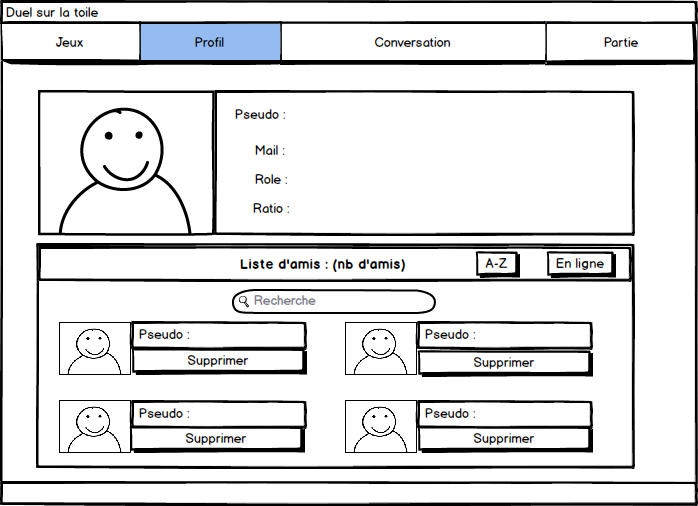 Duel sur la toile
Jeux Profil Conversation Partie
Pseudo :
Mail :
Role :
Ratio :
Liste d'amis : (nb d'amis) A-Z En ligne
Recherche
Pseudo : Pseudo :
Supprimer Supprimer
Pseudo : Pseudo :
Supprimer Supprimer